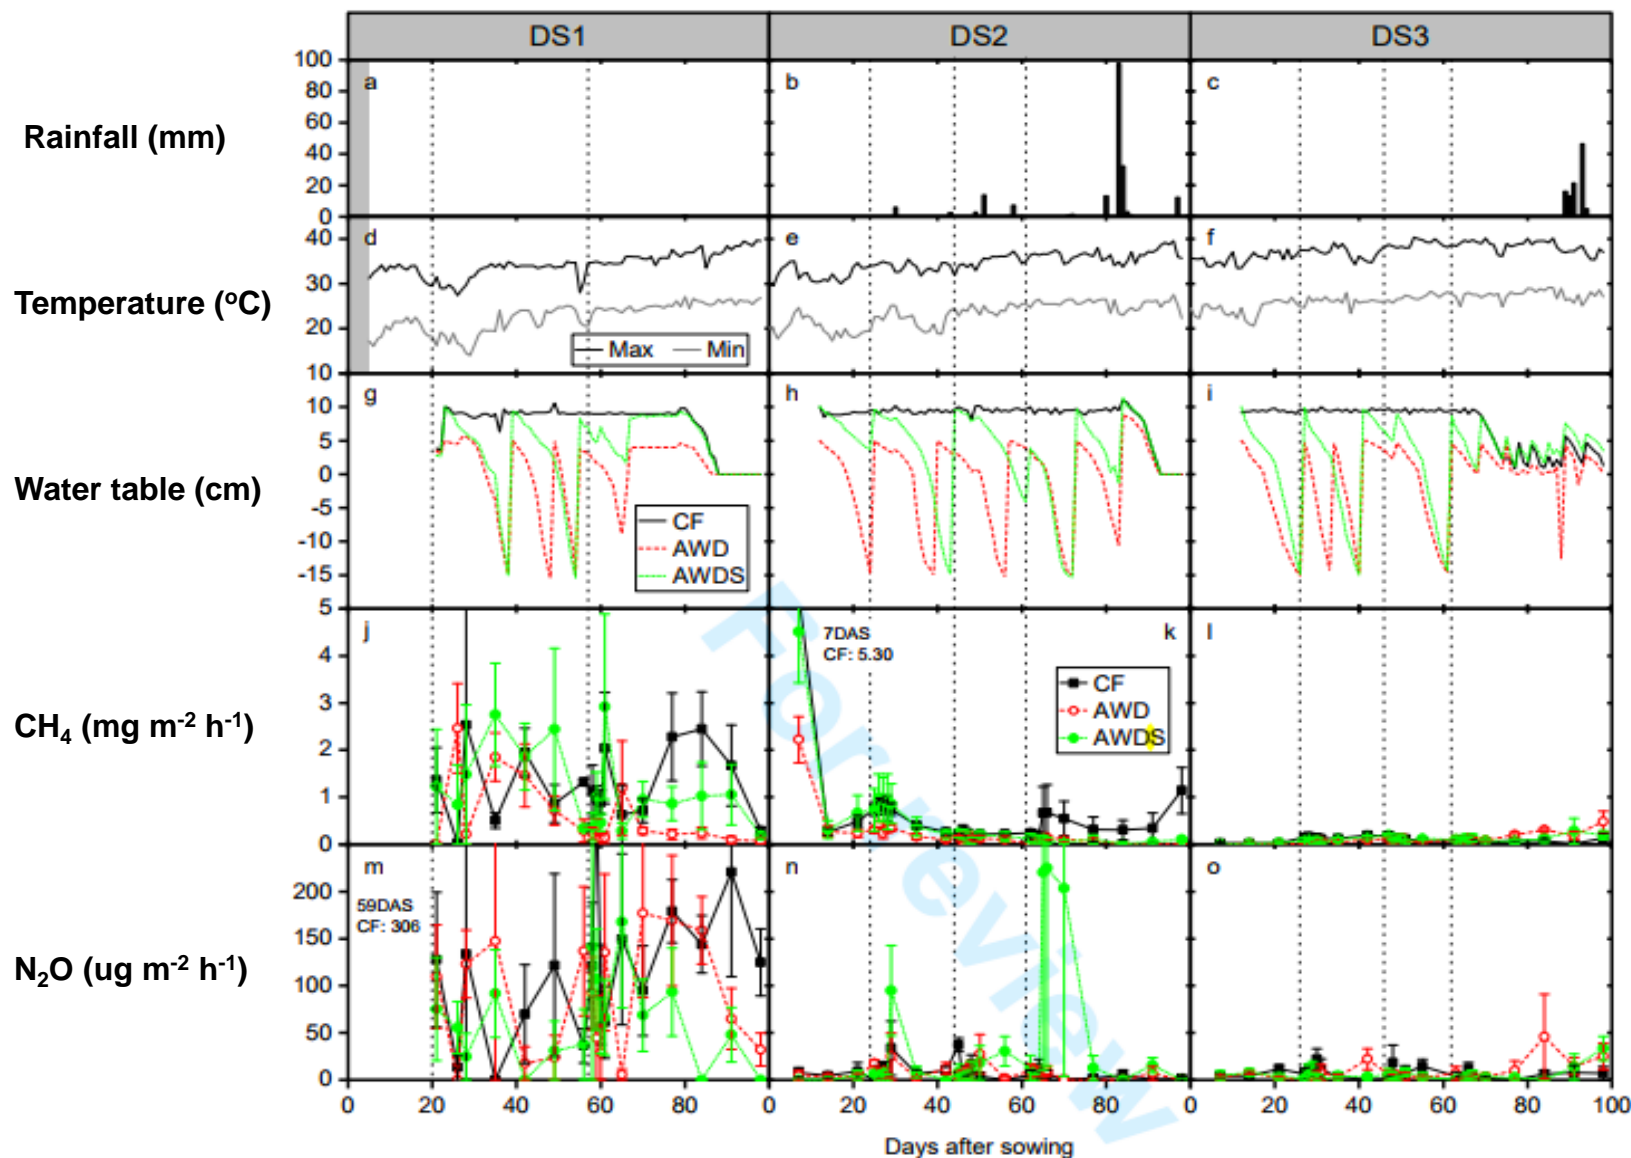 DS1 DS2 DS3
Rainfall (mm)
100
80
60
40
20
0
a b c
Temperature (ºC)
40
30
20
10
d e f
Max Min
Water table (cm)
10
5
0
-5
-10
-15
g h i
CF
AWD
AWDS
CH₄ (mg m⁻² h⁻¹)
5
4
3
2
1
0
j k l
7DAS
CF: 5.30
CF
AWD
AWDS
N₂O (ug m⁻² h⁻¹)
200
150
100
50
0
m n o
59DAS
CF: 306
0 20 40 60 80 0 20 40 60 80 0 20 40 60 80 100
Days after sowing
For review